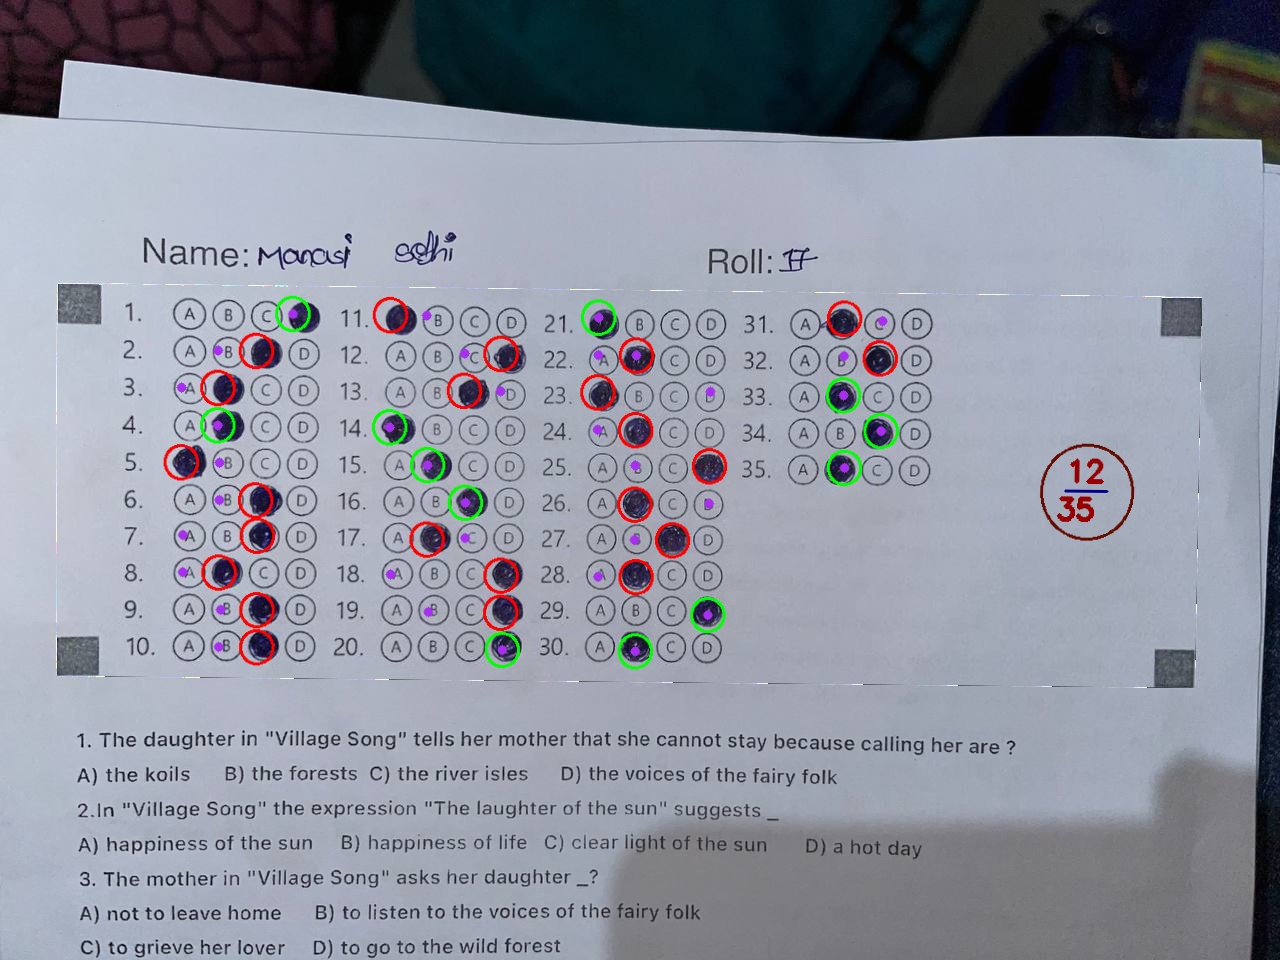 Name: Manasi Roll:
1. A B C 11. B C D 21. B C D 31. A C D
2. A B D 12. A B C 22. A C D 32. A B D
3. A C D 13. A B D 23. B C D 33. A C D
4. A C D 14. B C D 24. A C D 34. A B D
5. B C D 15. A C D 25. A B C 35. A C D
6. A B D 16. A B D 26. A C D
7. A B D 17. A C D 27. A B D
8. A C D 18. A B C 28. A C D
9. A B D 19. A B C 29. A B C
10. A B D 20. A B C 30. A C D
12
35
1. The daughter in "Village Song" tells her mother that she cannot stay because calling her are ?
A) the koils B) the forests C) the river isles D) the voices of the fairy folk
2.In "Village Song" the expression "The laughter of the sun" suggests _
A) happiness of the sun B) happiness of life C) clear light of the sun D) a hot day
3. The mother in "Village Song" asks her daughter _?
A) not to leave home B) to listen to the voices of the fairy folk
C) to grieve her lover D) to go to the wild forest